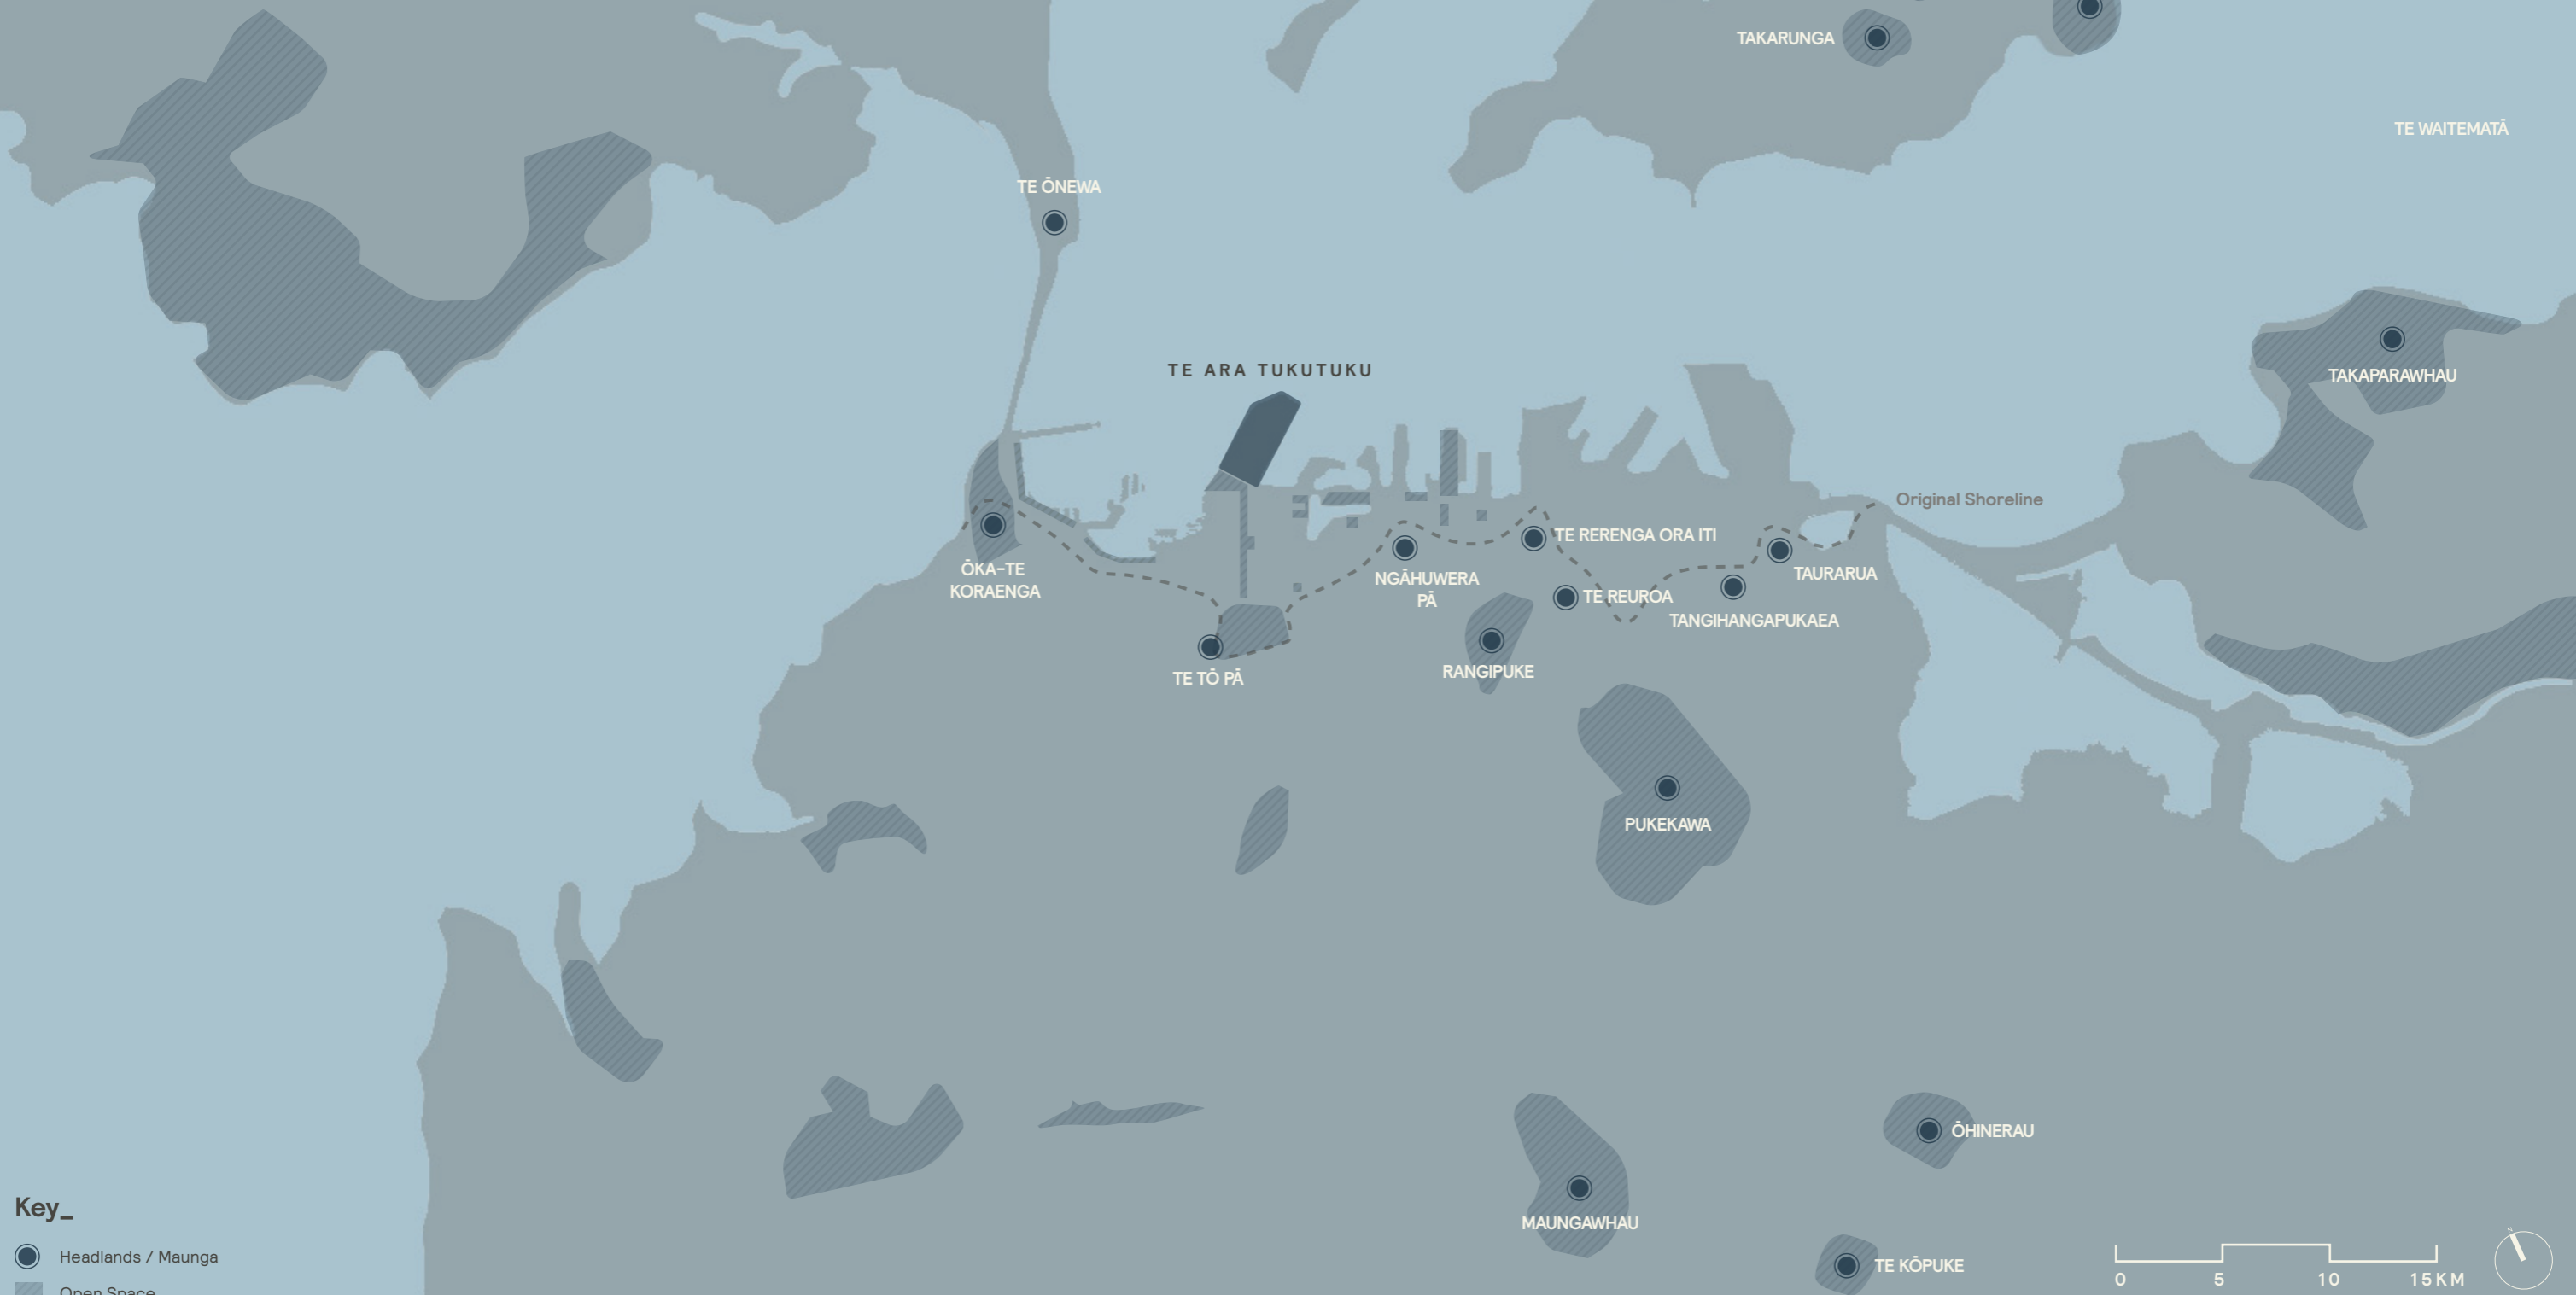 TAKARUNGA
TE WAITEMATĀ
TE ŌNEWA
TE ARA TUKUTUKU
TAKAPARAWHAU
Original Shoreline
TE RERENGA ORA ITI
ŌKA-TE
KORAENGA
NGĀHUWERA
PĀ
TAURARUA
TE REUROA
TANGIHANGAPUKAEA
TE TŌ PĀ
RANGIPUKE
PUKEKAWA
ŌHINERAU
MAUNGAWHAU
TE KŌPUKE
Key_
Headlands / Maunga
Open Space
N
0 5 10 15KM